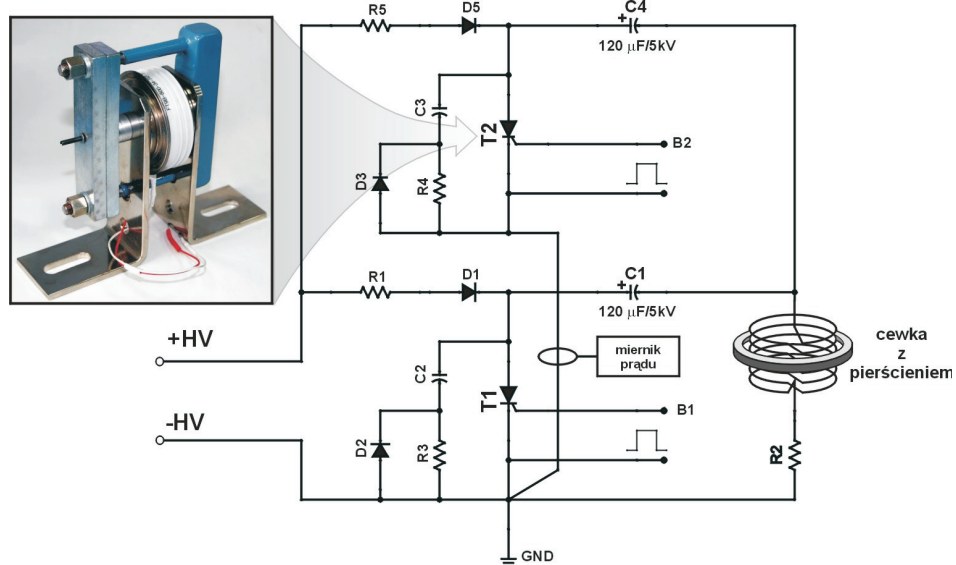 R5
D5
C4
+
120 µF/5kV
C3
T2
B2
D3
R4
R1
D1
C1
+
120 µF/5kV
+HV
miernik
prądu
cewka
z
pierścieniem
C2
T1
B1
-HV
D2
R3
R2
GND